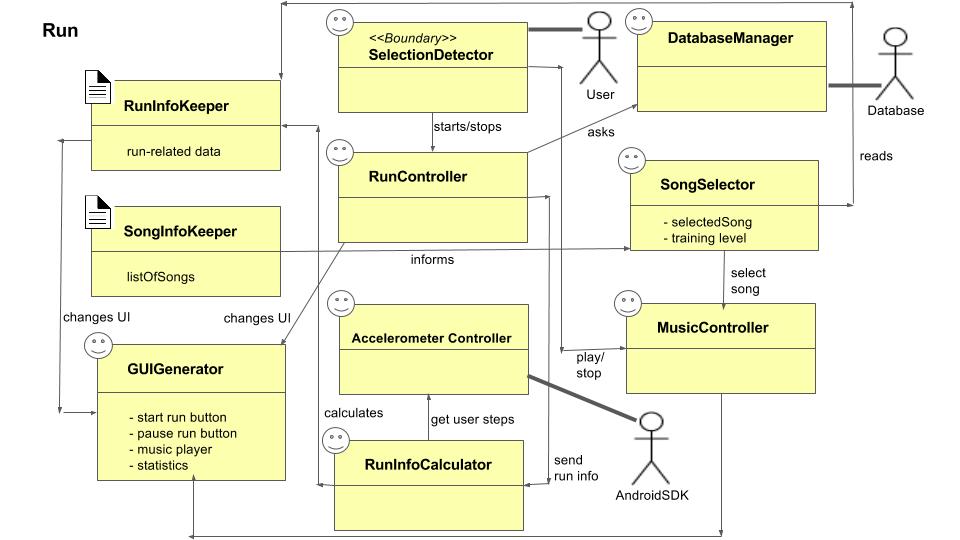 Run
<<Boundary>>
SelectionDetector
User
DatabaseManager
Database
RunInfoKeeper
run-related data
starts/stops
asks
reads
RunController
SongSelector
- selectedSong
- training level
SongInfoKeeper
listOfSongs
informs
select
song
changes UI
changes UI
Accelerometer Controller
MusicController
play/
stop
GUIGenerator
- start run button
- pause run button
- music player
- statistics
calculates
get user steps
RunInfoCalculator
send
run info
AndroidSDK